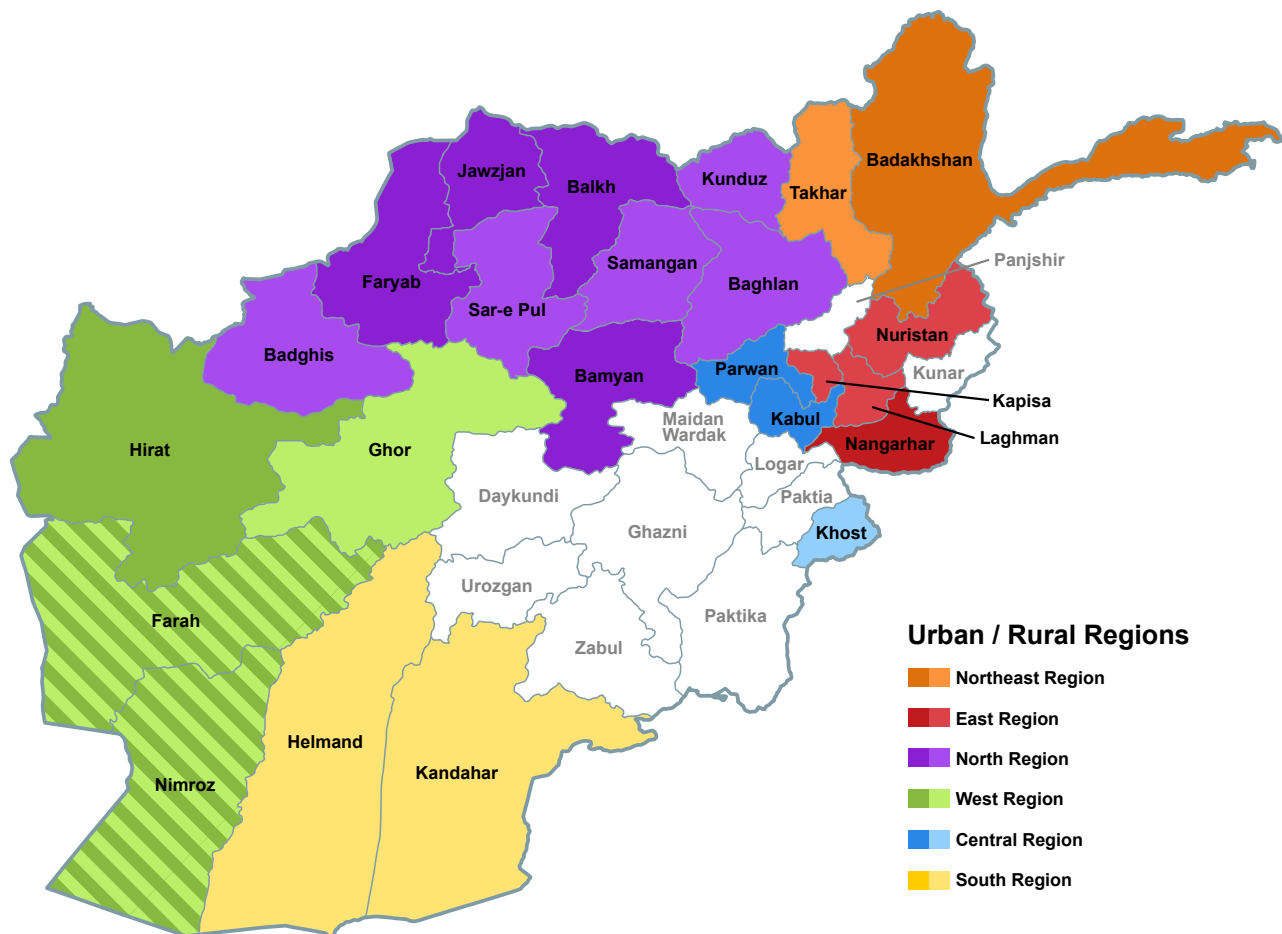 Badakhshan
Jawzjan
Balkh
Kunduz
Takhar
Panjshir
Samangan
Faryab
Baghlan
Sar-e Pul
Nuristan
Badghis
Parwan
Kunar
Bamyan
Kapisa
Maidan
Wardak
Kabul
Laghman
Hirat
Ghor
Nangarhar
Logar
Daykundi
Paktia
Ghazni
Khost
Urozgan
Farah
Paktika
Zabul
Helmand
Kandahar
Nimroz
Urban / Rural Regions
Northeast Region
East Region
North Region
West Region
Central Region
South Region